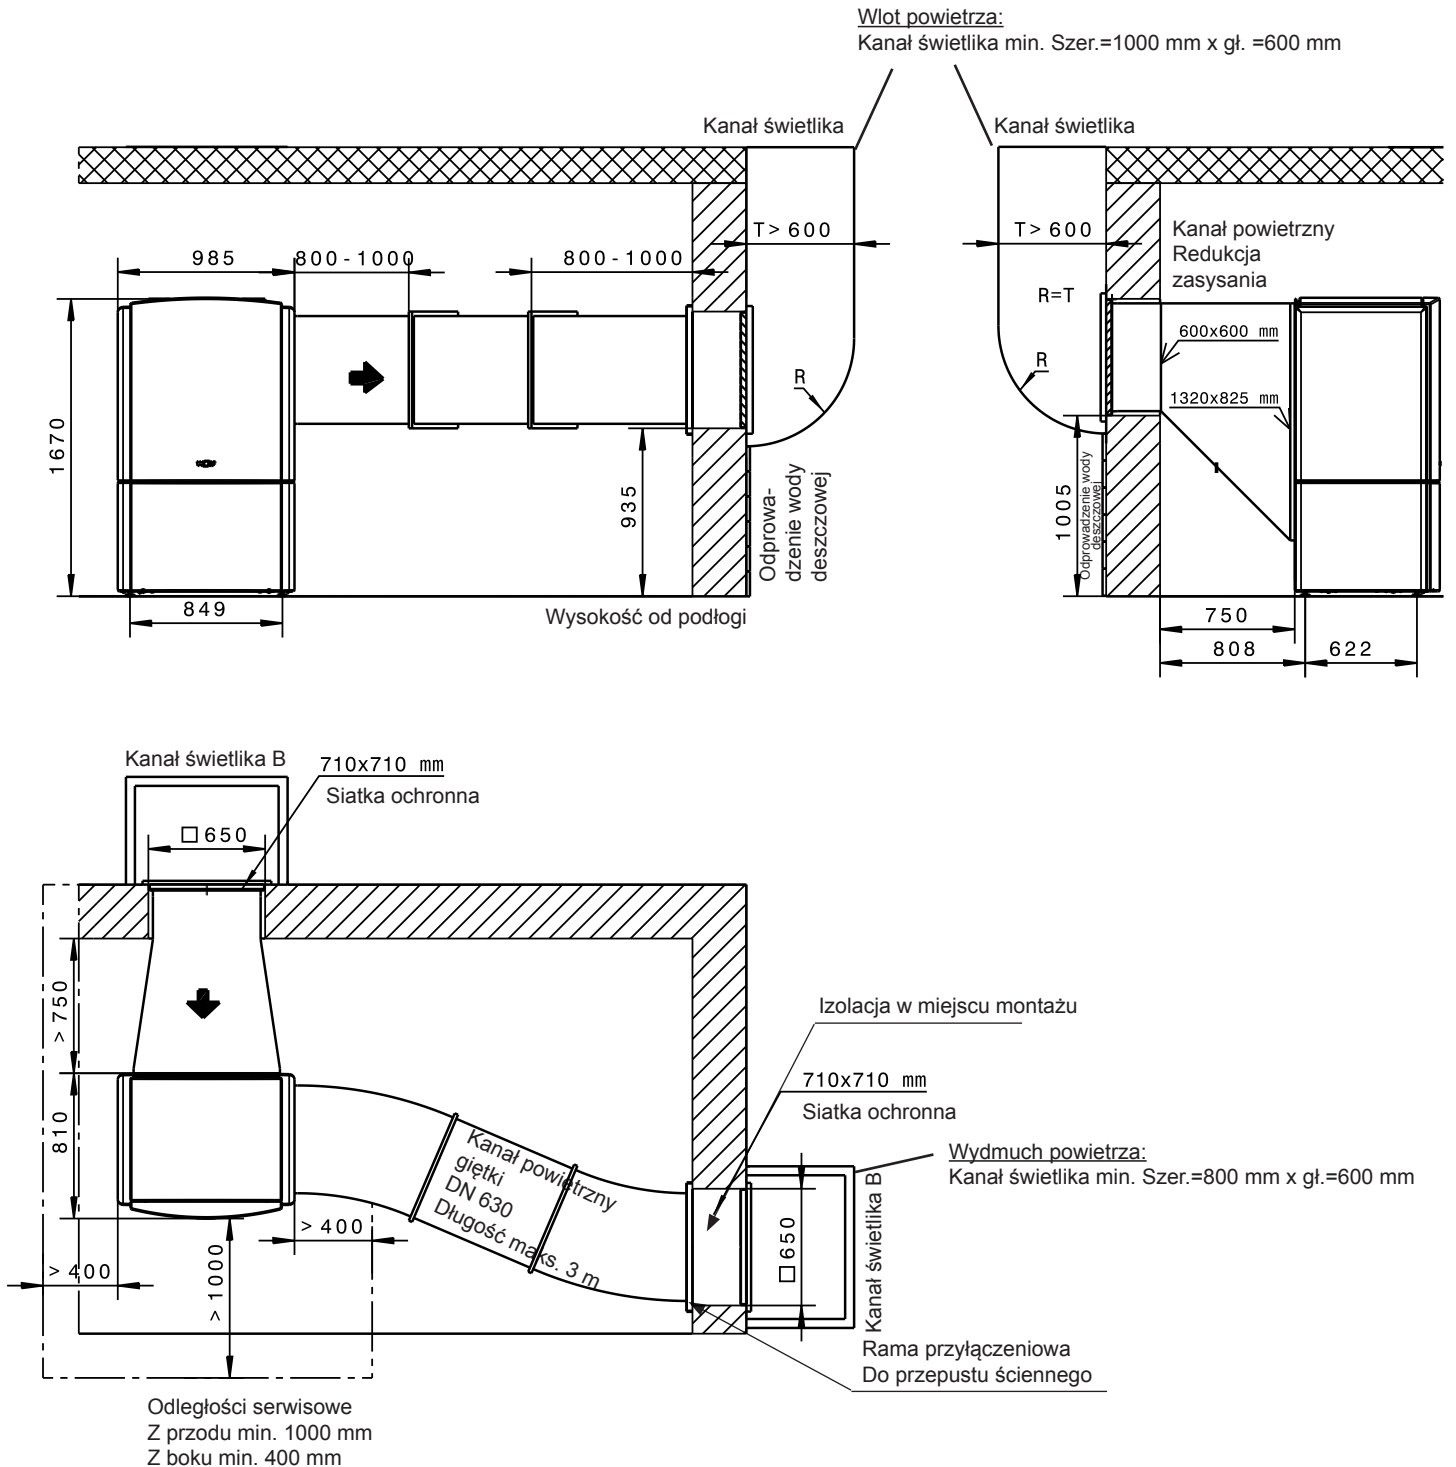 Wlot powietrza:
Kanał świetlika min. Szer.=1000 mm x gł. =600 mm
Kanał świetlika
Kanał świetlika
T> 600
T> 600
Kanał powietrzny
Redukcja
zasysania
985
800-1000
800-1000
R=T
600x600 mm
R
R
1320x825 mm
1670
935
Odprowa-
dzenie wody
deszczowej
1005
Odprowadzenie wody
deszczowej
849
Wysokość od podłogi
750
808
622
Kanał świetlika B
710x710 mm
Siatka ochronna
□650
> 750
Izolacja w miejscu montażu
710x710 mm
Siatka ochronna
810
Kanał powietrzny
giętki
DN 630
Długość maks. 3 m
Wydmuch powietrza:
Kanał świetlika min. Szer.=800 mm x gł.=600 mm
□650
Kanał świetlika B
> 400
> 400
>1000
Rama przyłączeniowa
Do przepustu ściennego
Odległości serwisowe
Z przodu min. 1000 mm
Z boku min. 400 mm